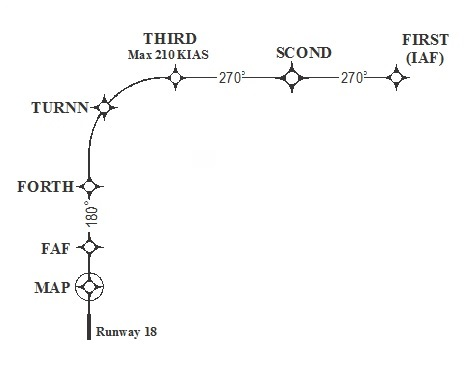 THIRD
Max 210 KIAS
SCOND
FIRST
(IAF)
270°
270°
TURNN
FORTH
180°
FAF
MAP
Runway 18